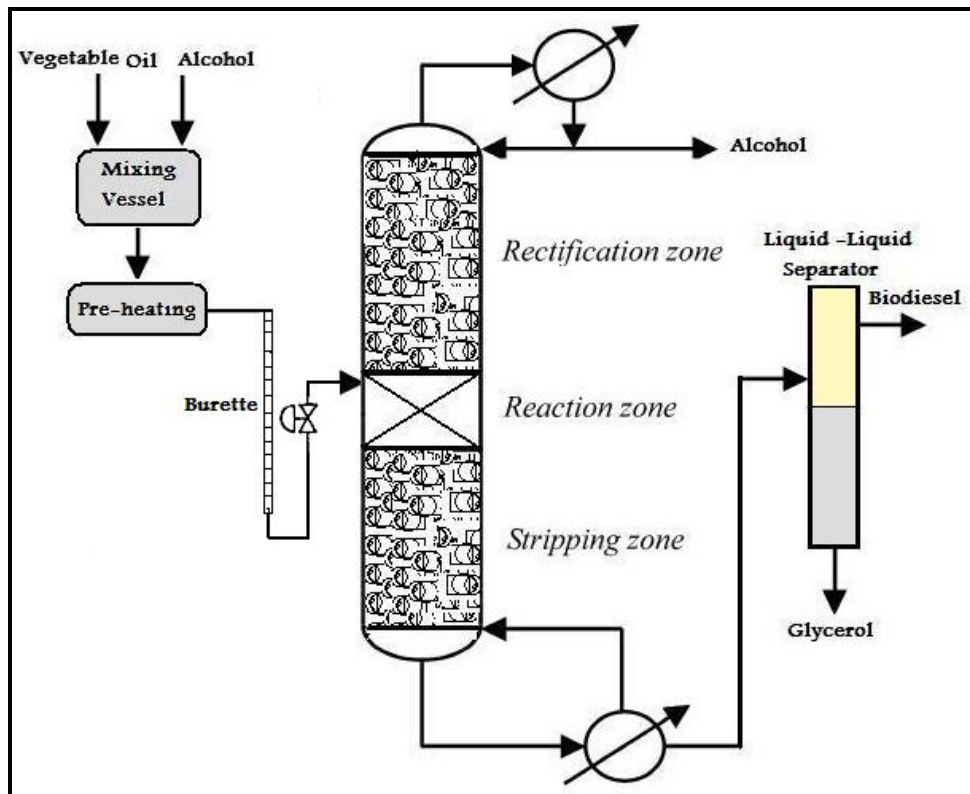 Vegetable Oil Alcohol
Mixing
Vessel
Pre-heating
Burette
Alcohol
Rectification zone
Reaction zone
Stripping zone
Liquid -Liquid
Separator
Biodiesel
Glycerol